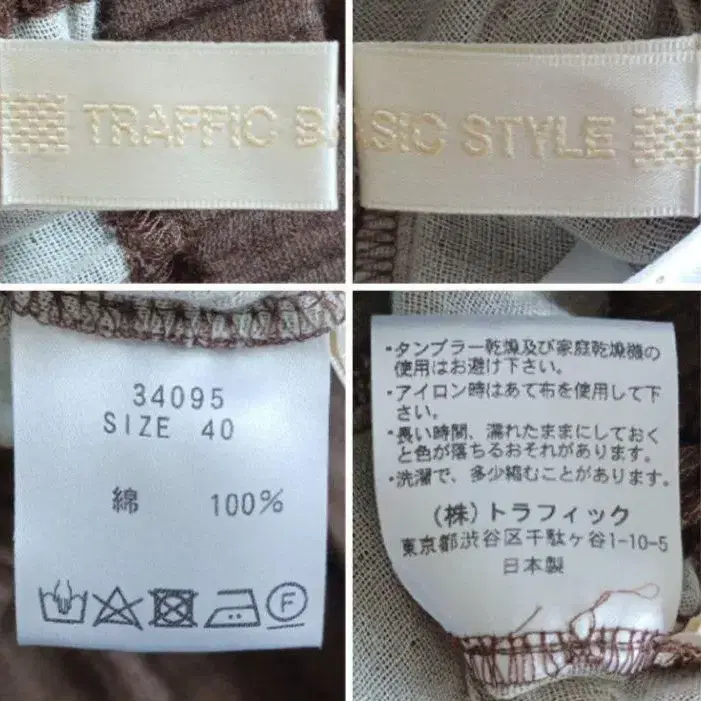 TRAFFIC BASIC STYLE
34095
SIZE 40
綿 100%
F
・タンブラー乾燥及び家庭乾燥機の
使用はお避け下さい。
・アイロン時はあて布を使用して下
さい。
・長い時間、濡れたままにしておく
と色が落ちるおそれがあります。
・洗濯で、多少縮むことがあります。
(株)トラフィック
東京都渋谷区千駄ヶ谷1-10-5
日本製